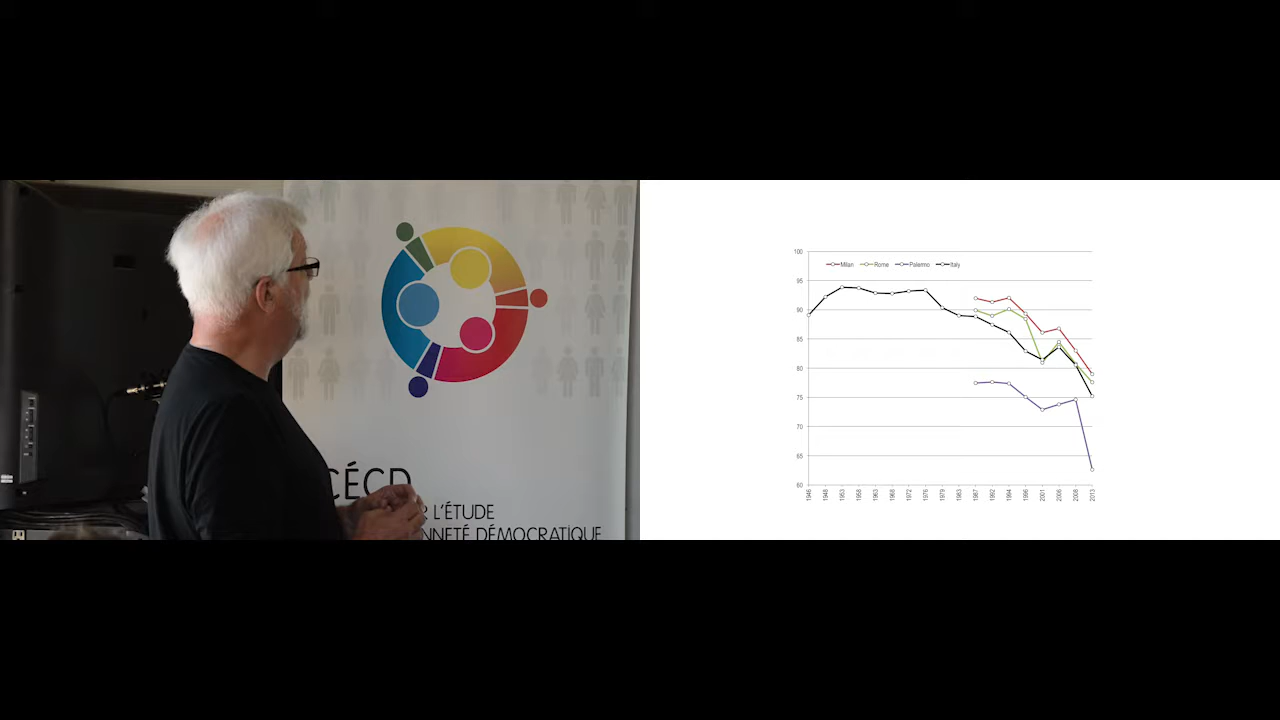 CÉCD
R L'ÉTUDE
NNETÉ DÉMOCRATIQUE
Milan Rome Palermo Italy
100
95
90
85
80
75
70
65
60
1946 1948 1953 1958 1963 1968 1972 1976 1979 1983 1987 1992 1994 1996 2001 2006 2008 2013